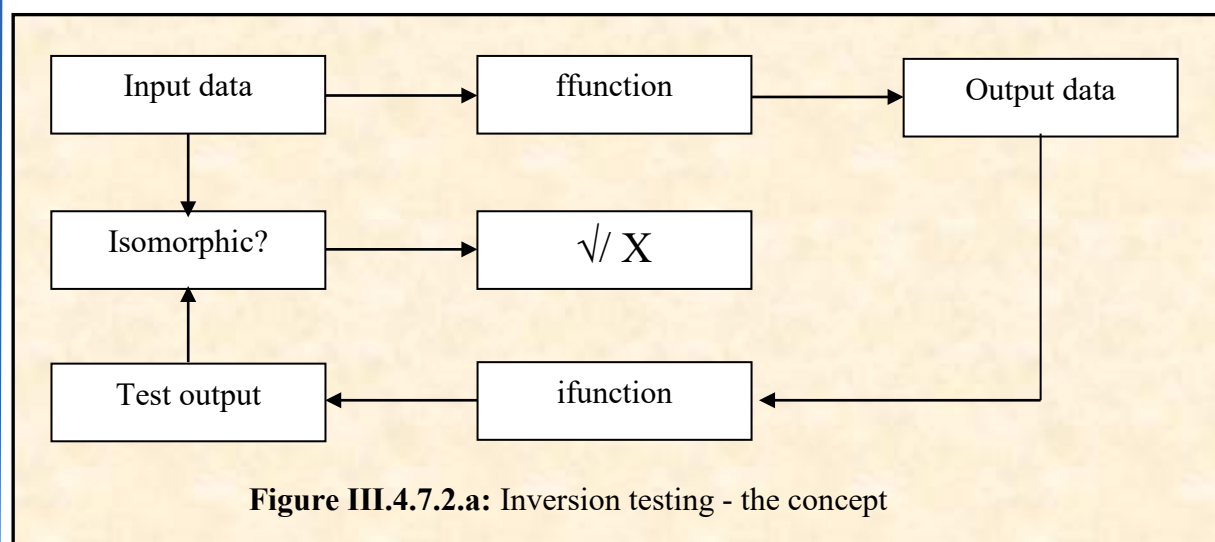 Input data
ffunction
Output data
Isomorphic?
√/ X
Test output
ifunction
Figure III.4.7.2.a: Inversion testing - the concept